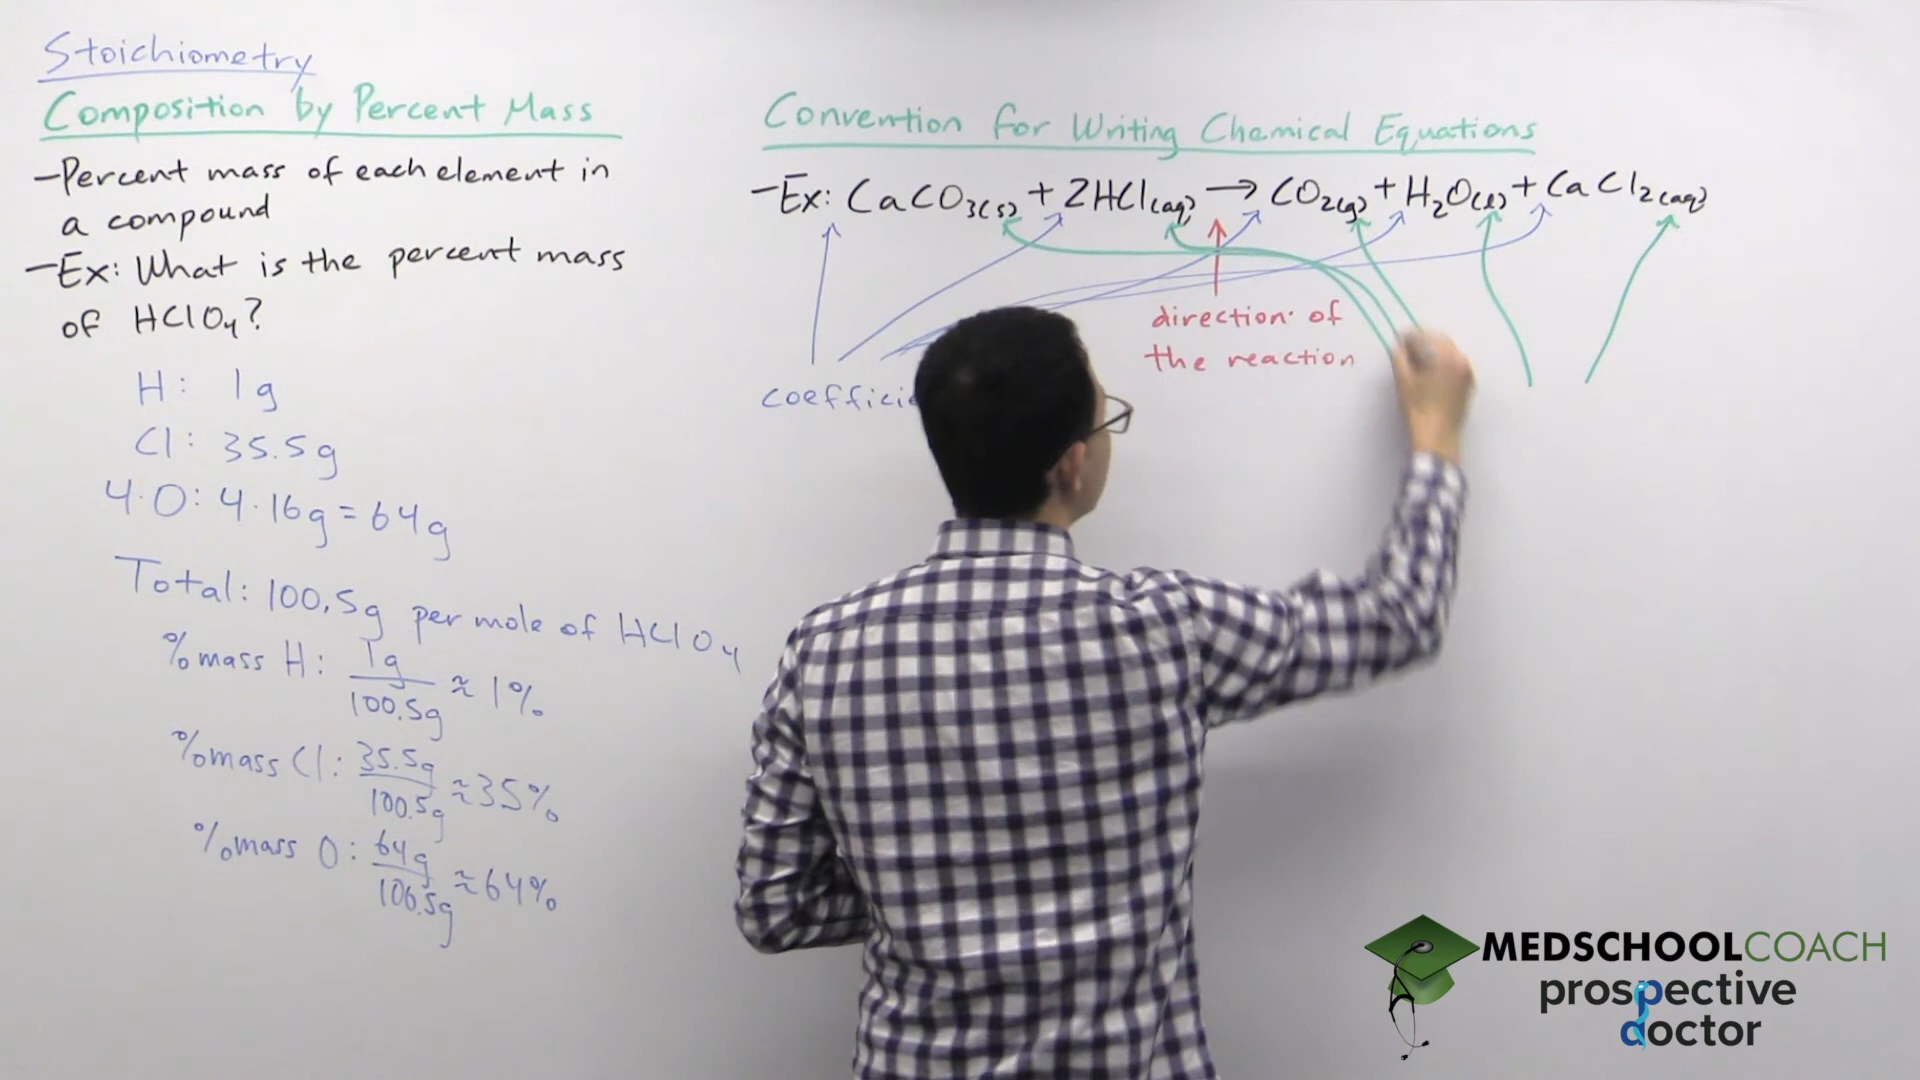 Stoichiometry
Composition by Percent Mass
-Percent mass of each element in
a compound
-Ex: What is the percent mass
of HClO4?
H: 1g
Cl: 35.5g
4·O: 4·16g=64g
Total: 100.5g per mole of HClO4
%mass H: 1g/100.5g ≈ 1%
%mass Cl: 35.5g/100.5g ≈35%
%mass O: 64g/100.5g ≈64%
Convention for Writing Chemical Equations
-Ex: CaCO3(s) + 2HCl(aq) → CO2(g) + H2O(l) + CaCl2(aq)
direction of
the reaction
MEDSCHOOLCOACH
prospective
doctor